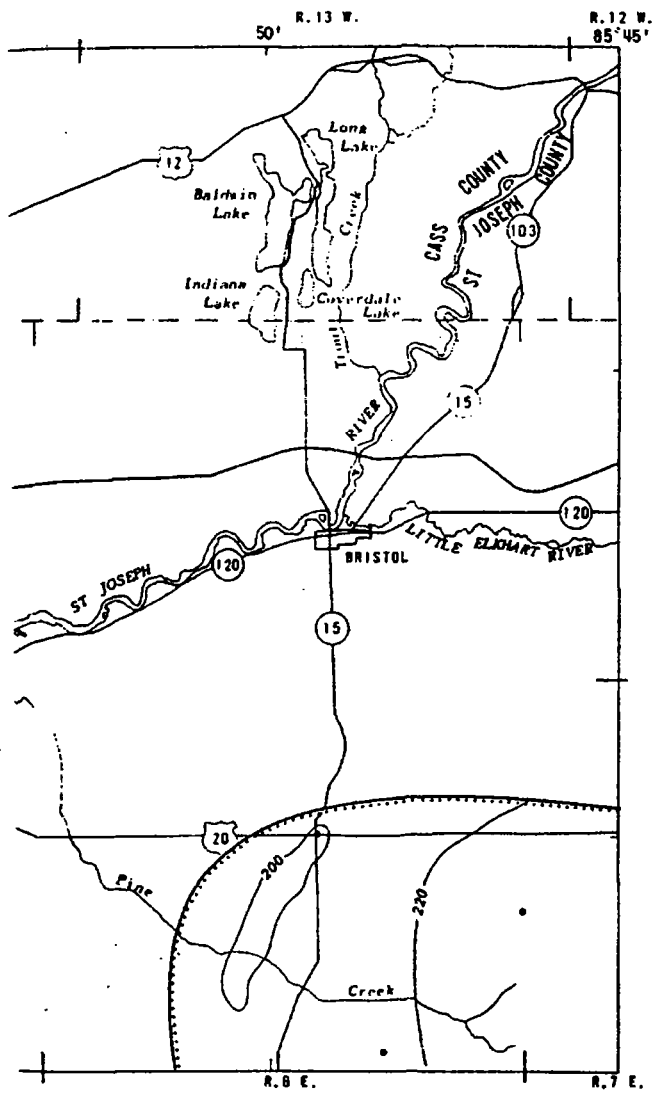 R.13 W.
R.12 W.
50'
85°45'
12
Long
Lake
Baldwin
Lake
Creek
COUNTY
COUNTY
CASS
ST
JOSEPH
103
Indiana
Lake
Coverdale
Lake
Trout
15
RIVER
120
LITTLE ELKHART RIVER
BRISTOL
ST JOSEPH
120
15
20
200
220
Pine
Creek
R.6 E.
R.7 E.